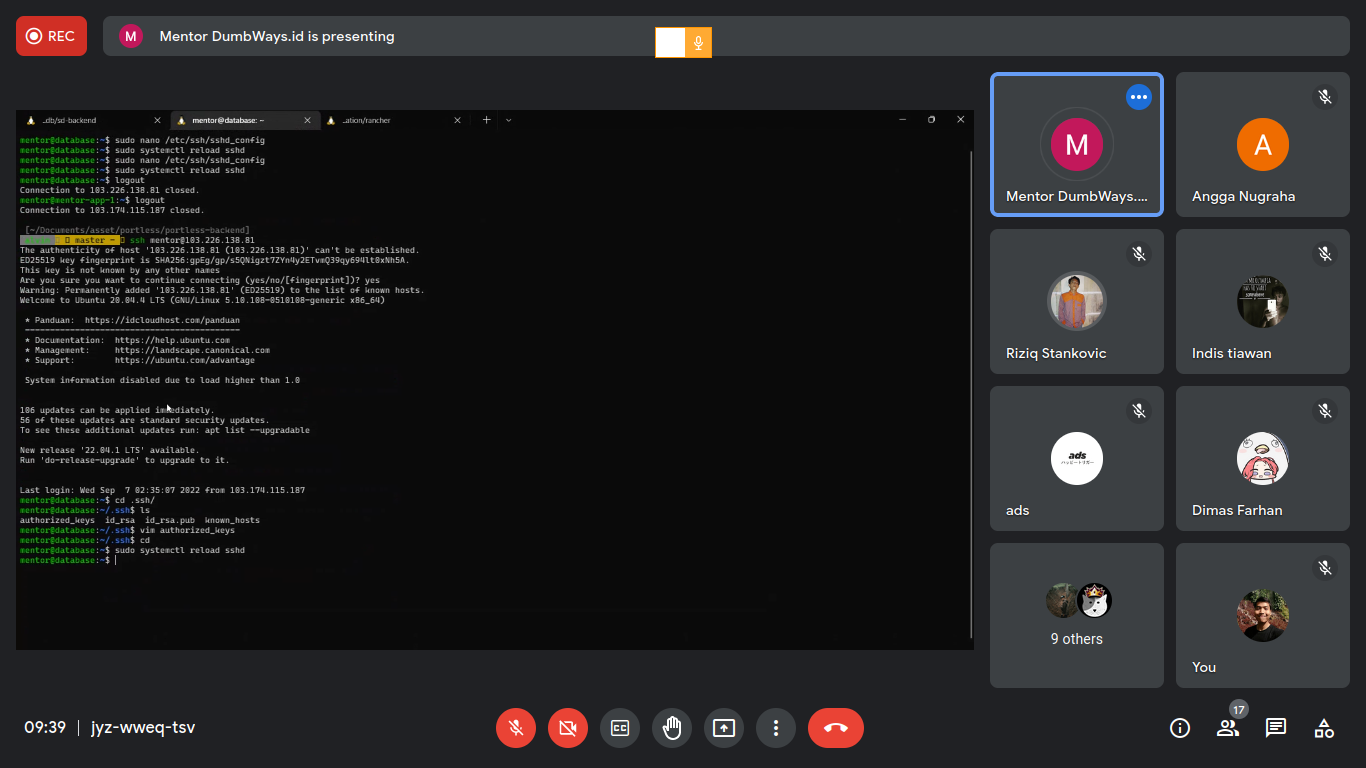 REC
M
Mentor DumbWays.id is presenting
_db/sd-backend
mentor@database: ~
_ation/rancher
mentor@database:~$ sudo nano /etc/ssh/sshd_config
mentor@database:~$ sudo systemctl reload sshd
mentor@database:~$ sudo nano /etc/ssh/sshd_config
mentor@database:~$ sudo systemctl reload sshd
mentor@database:~$ logout
Connection to 103.226.138.81 closed.
mentor@mentor-app-1:~$ logout
Connection to 103.174.115.187 closed.
[~/Documents/asset/portless/portless-backend]
master ~ ssh mentor@103.226.138.81
The authenticity of host '103.226.138.81 (103.226.138.81)' can't be established.
ED25519 key fingerprint is SHA256:gpEg/gp/s5QNigzt7ZYn4y2ETvmQ39qy694lt0xNh5A.
This key is not known by any other names
Are you sure you want to continue connecting (yes/no/[fingerprint])? yes
Warning: Permanently added '103.226.138.81' (ED25519) to the list of known hosts.
Welcome to Ubuntu 20.04.4 LTS (GNU/Linux 5.10.108-0510108-generic x86_64)
* Panduan: https://idcloudhost.com/panduan
* Documentation: https://help.ubuntu.com
* Management: https://landscape.canonical.com
* Support: https://ubuntu.com/advantage
System information disabled due to load higher than 1.0
106 updates can be applied immediately.
56 of these updates are standard security updates.
To see these additional updates run: apt list --upgradable
New release '22.04.1 LTS' available.
Run 'do-release-upgrade' to upgrade to it.
Last login: Wed Sep 7 02:35:07 2022 from 103.174.115.187
mentor@database:~$ cd .ssh/
mentor@database:~/.ssh$ ls
authorized_keys id_rsa id_rsa.pub known_hosts
mentor@database:~/.ssh$ vim authorized_keys
mentor@database:~/.ssh$ cd
mentor@database:~$ sudo systemctl reload sshd
mentor@database:~$
M
Mentor DumbWays....
A
Angga Nugraha
Riziq Stankovic
Indis tiawan
ads
ads
Dimas Farhan
9 others
You
09:39 | jyz-wweq-tsv
CC
17